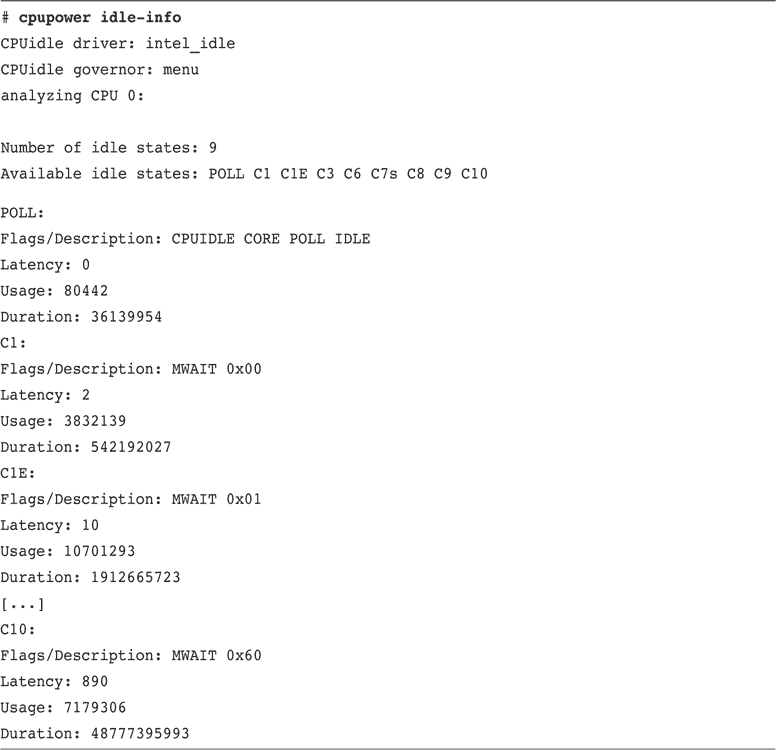 # cpupower idle-info
CPUidle driver: intel_idle
CPUidle governor: menu
analyzing CPU 0:
Number of idle states: 9
Available idle states: POLL C1 C1E C3 C6 C7s C8 C9 C10
POLL:
Flags/Description: CPUIDLE CORE POLL IDLE
Latency: 0
Usage: 80442
Duration: 36139954
C1:
Flags/Description: MWAIT 0x00
Latency: 2
Usage: 3832139
Duration: 542192027
C1E:
Flags/Description: MWAIT 0x01
Latency: 10
Usage: 10701293
Duration: 1912665723
[...]
C10:
Flags/Description: MWAIT 0x60
Latency: 890
Usage: 7179306
Duration: 48777395993